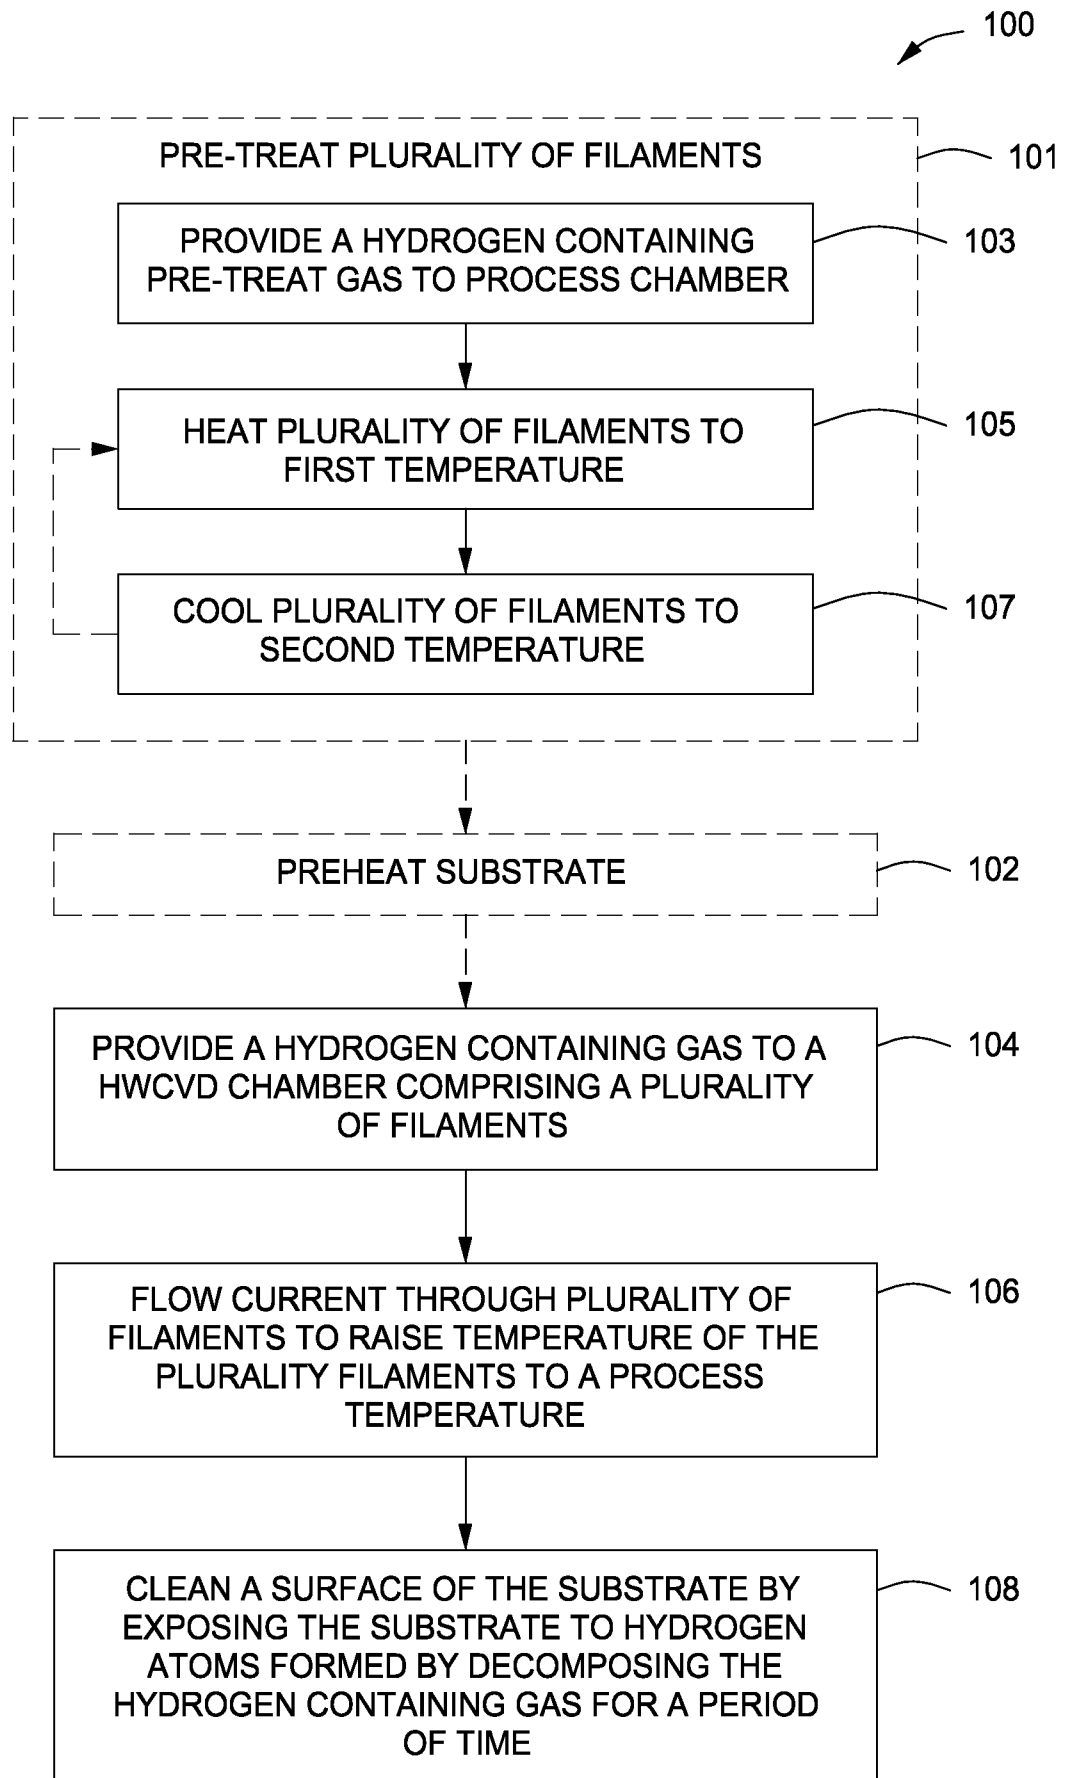 100
PRE-TREAT PLURALITY OF FILAMENTS
101
PROVIDE A HYDROGEN CONTAINING
PRE-TREAT GAS TO PROCESS CHAMBER
103
HEAT PLURALITY OF FILAMENTS TO
FIRST TEMPERATURE
105
COOL PLURALITY OF FILAMENTS TO
SECOND TEMPERATURE
107
PREHEAT SUBSTRATE
102
PROVIDE A HYDROGEN CONTAINING GAS TO A
HWCVD CHAMBER COMPRISING A PLURALITY
OF FILAMENTS
104
FLOW CURRENT THROUGH PLURALITY OF
FILAMENTS TO RAISE TEMPERATURE OF THE
PLURALITY FILAMENTS TO A PROCESS
TEMPERATURE
106
CLEAN A SURFACE OF THE SUBSTRATE BY
EXPOSING THE SUBSTRATE TO HYDROGEN
ATOMS FORMED BY DECOMPOSING THE
HYDROGEN CONTAINING GAS FOR A PERIOD
OF TIME
108